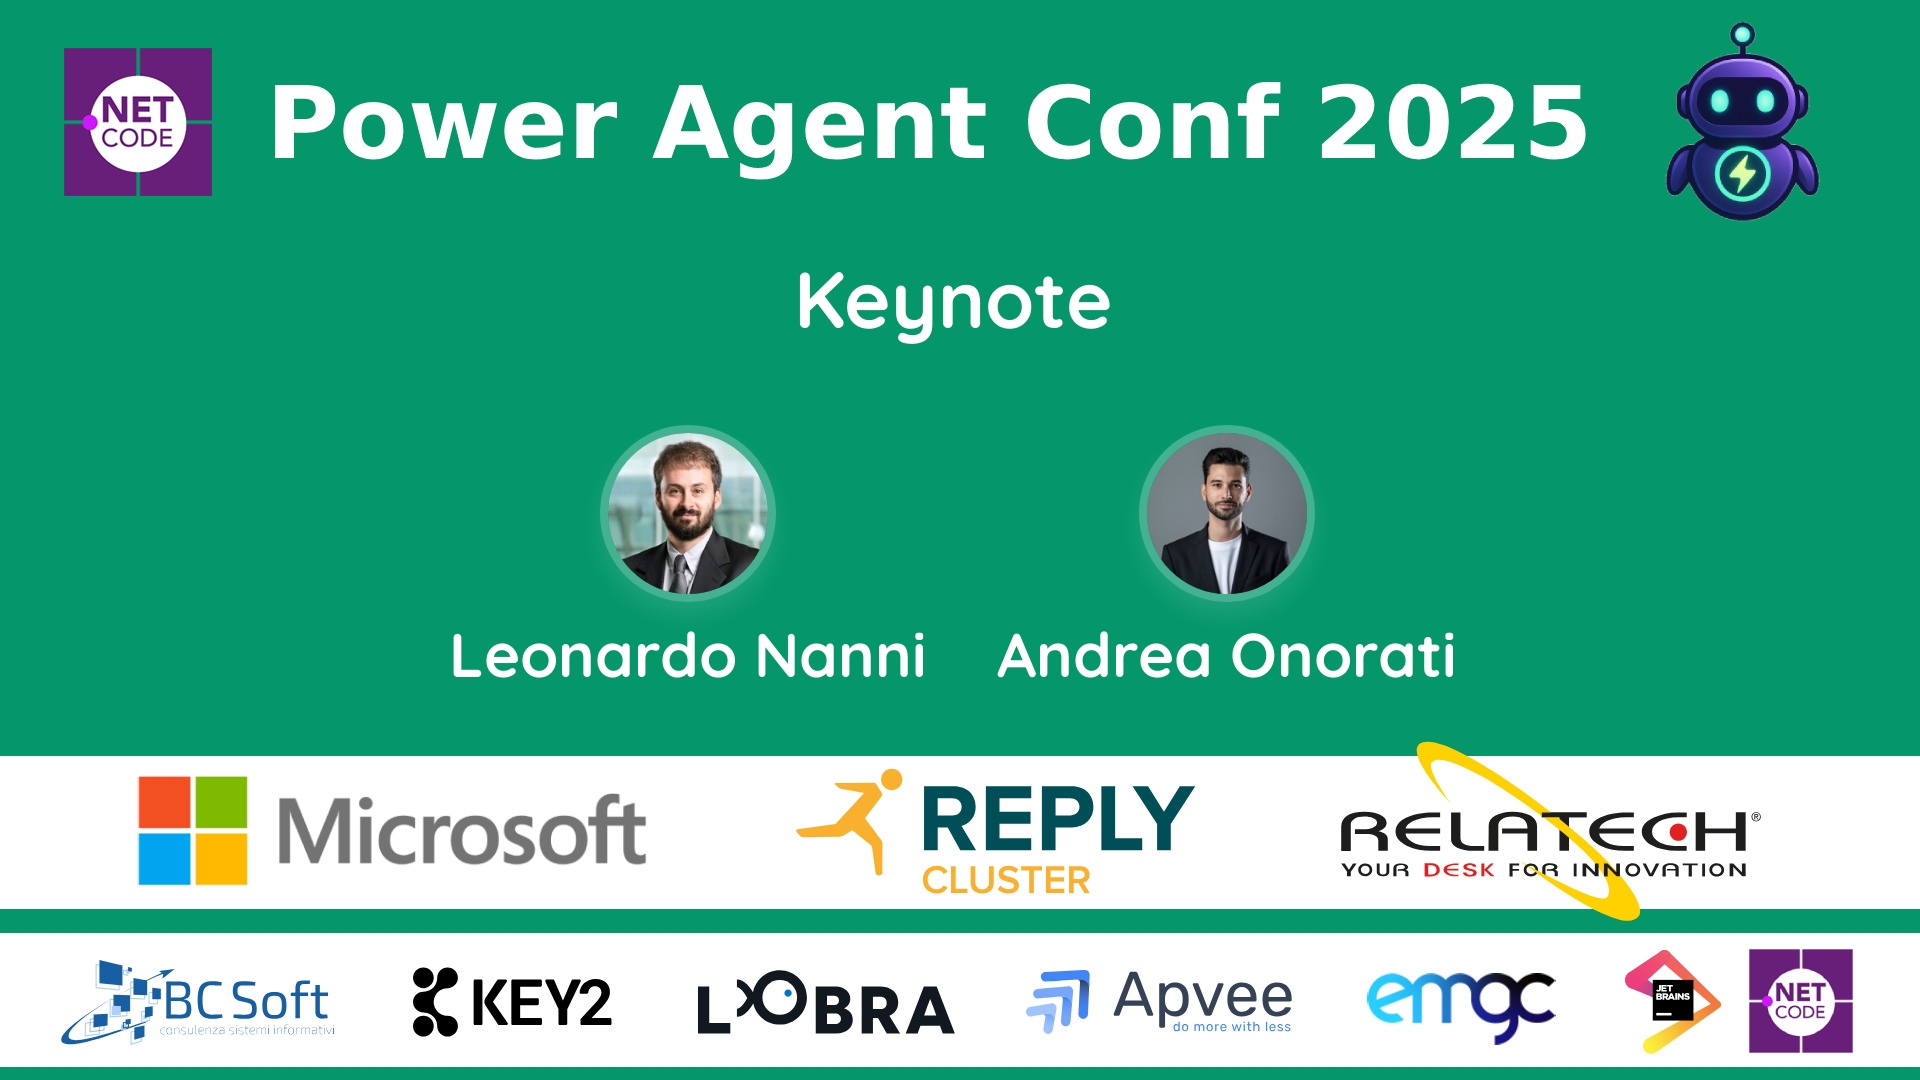 NET
CODE
Power Agent Conf 2025
Keynote
Leonardo Nanni
Andrea Onorati
Microsoft
REPLY
CLUSTER
RELATECH®
YOUR DESK FOR INNOVATION
BC Soft
consulenza sistemi informativi
KEY2
LOBRA
Apvee
do more with less
emgc
JET
BRAINS
NET
CODE